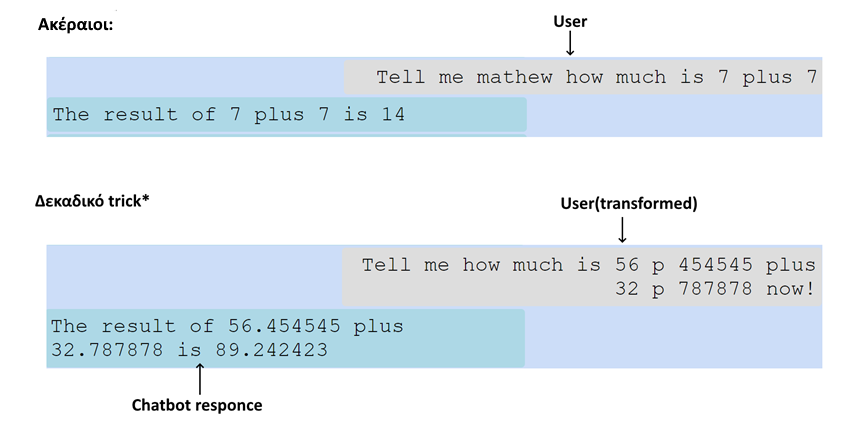 Ακέραιοι:
User
Tell me mathew how much is 7 plus 7
The result of 7 plus 7 is 14
Δεκαδικό trick*
User(transformed)
Tell me how much is 56 p 454545 plus
32 p 787878 now!
The result of 56.454545 plus
32.787878 is 89.242423
Chatbot responce